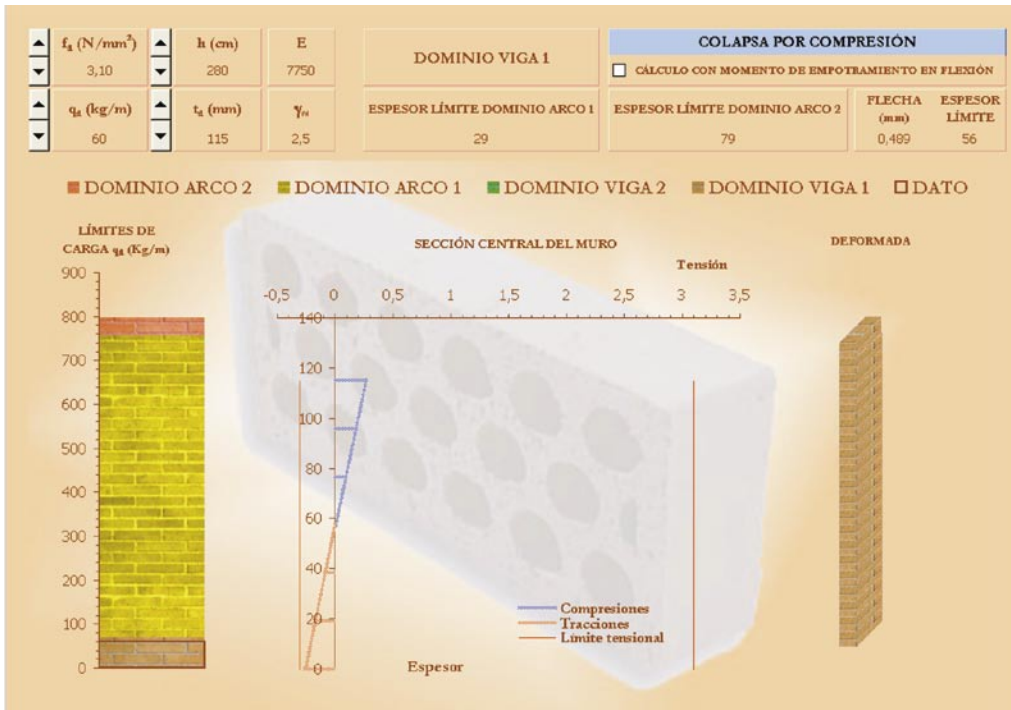 f_d (N/mm²)
3,10
h (cm)
280
E
7750
DOMINIO VIGA 1
COLAPSA POR COMPRESIÓN
CÁLCULO CON MOMENTO DE EMPOTRAMIENTO EN FLEXIÓN
q_d (kg/m)
60
t_d (mm)
115
γ_N
2,5
ESPESOR LÍMITE DOMINIO ARCO 1
29
ESPESOR LÍMITE DOMINIO ARCO 2
79
FLECHA
(mm)
0,489
ESPESOR
LÍMITE
56
DOMINIO ARCO 2 DOMINIO ARCO 1 DOMINIO VIGA 2 DOMINIO VIGA 1 DATO
LÍMITES DE
CARGA q_d (Kg/m)
900
800
700
600
500
400
300
200
100
0
SECCIÓN CENTRAL DEL MURO
Tensión
-0,5 0 0,5 1 1,5 2 2,5 3 3,5
140
120
100
80
60
40
20
0
Compresiones
Tracciones
Límite tensional
Espesor
DEFORMADA